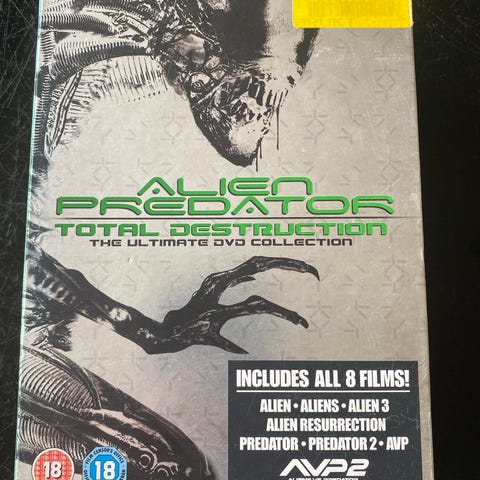 ALIEN
PREDATOR
TOTAL DESTRUCTION
THE ULTIMATE DVD COLLECTION
INCLUDES ALL 8 FILMS!
ALIEN • ALIENS • ALIEN 3
ALIEN RESURRECTION
PREDATOR • PREDATOR 2 • AVP
AVP2
18
18